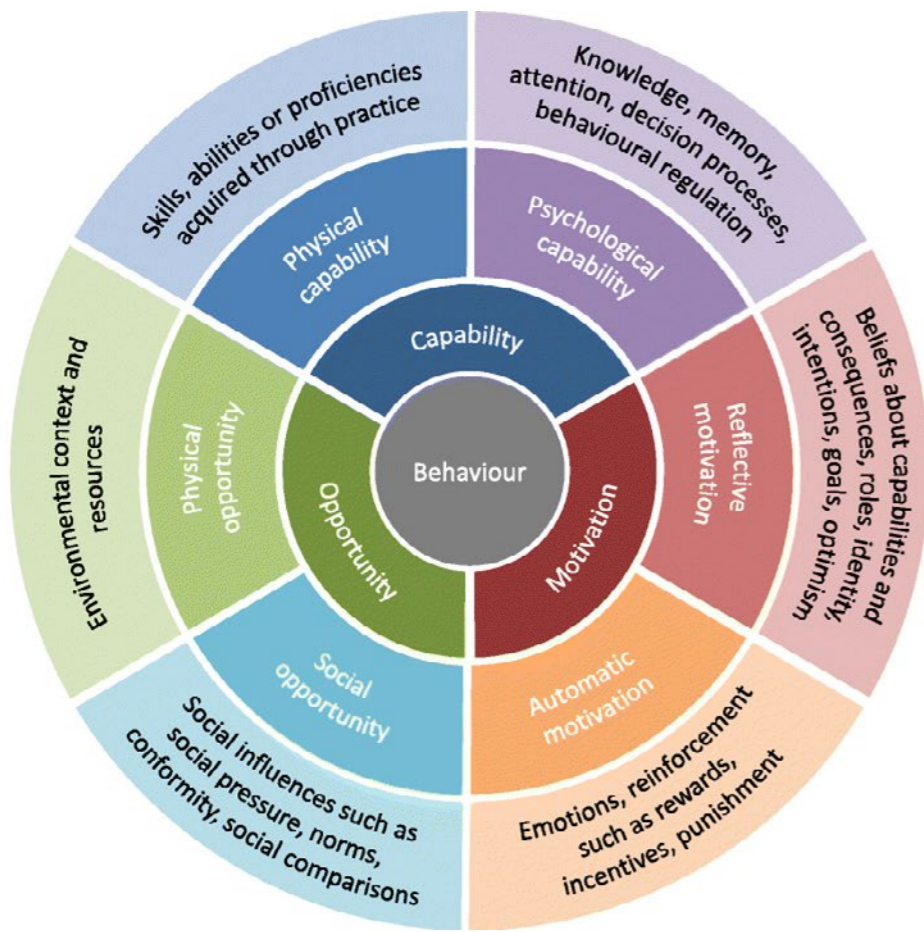 Skills, abilities or proficiencies
acquired through practice
Knowledge, memory,
attention, decision processes,
behavioural regulation
Physical
capability
Psychological
capability
Capability
Environmental context and
resources
Physical
opportunity
Opportunity
Behaviour
Motivation
Reflective
motivation
Beliefs about capabilities and
consequences, roles, identity,
intentions, goals, optimism
Social
opportunity
Automatic
motivation
Social influences such as
social pressure, norms,
conformity, social comparisons
Emotions, reinforcement
such as rewards,
incentives, punishment